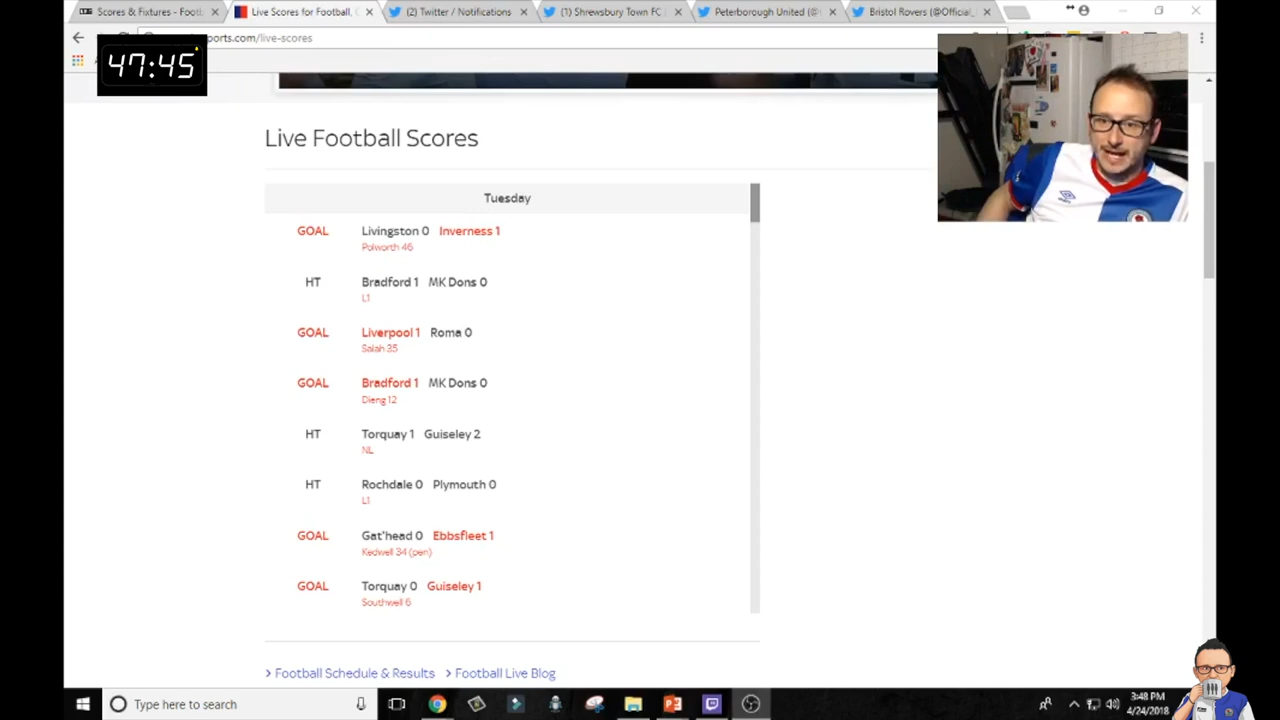 Scores & Fixtures - Footb
Live Scores for Football, C
(2) Twitter / Notifications
(1) Shrewsbury Town FC
Peterborough United (@
Bristol Rovers (@Official_
47:45
ports.com/live-scores
Live Football Scores
Tuesday
GOAL Livingston 0 Inverness 1
Polworth 46
HT Bradford 1 MK Dons 0
L1
GOAL Liverpool 1 Roma 0
Salah 35
GOAL Bradford 1 MK Dons 0
Dieng 12
HT Torquay 1 Guiseley 2
NL
HT Rochdale 0 Plymouth 0
L1
GOAL Gat'head 0 Ebbsfleet 1
Kedwell 34 (pen)
GOAL Torquay 0 Guiseley 1
Southwell 6
> Football Schedule & Results > Football Live Blog
Type here to search
3:48 PM
4/24/2018